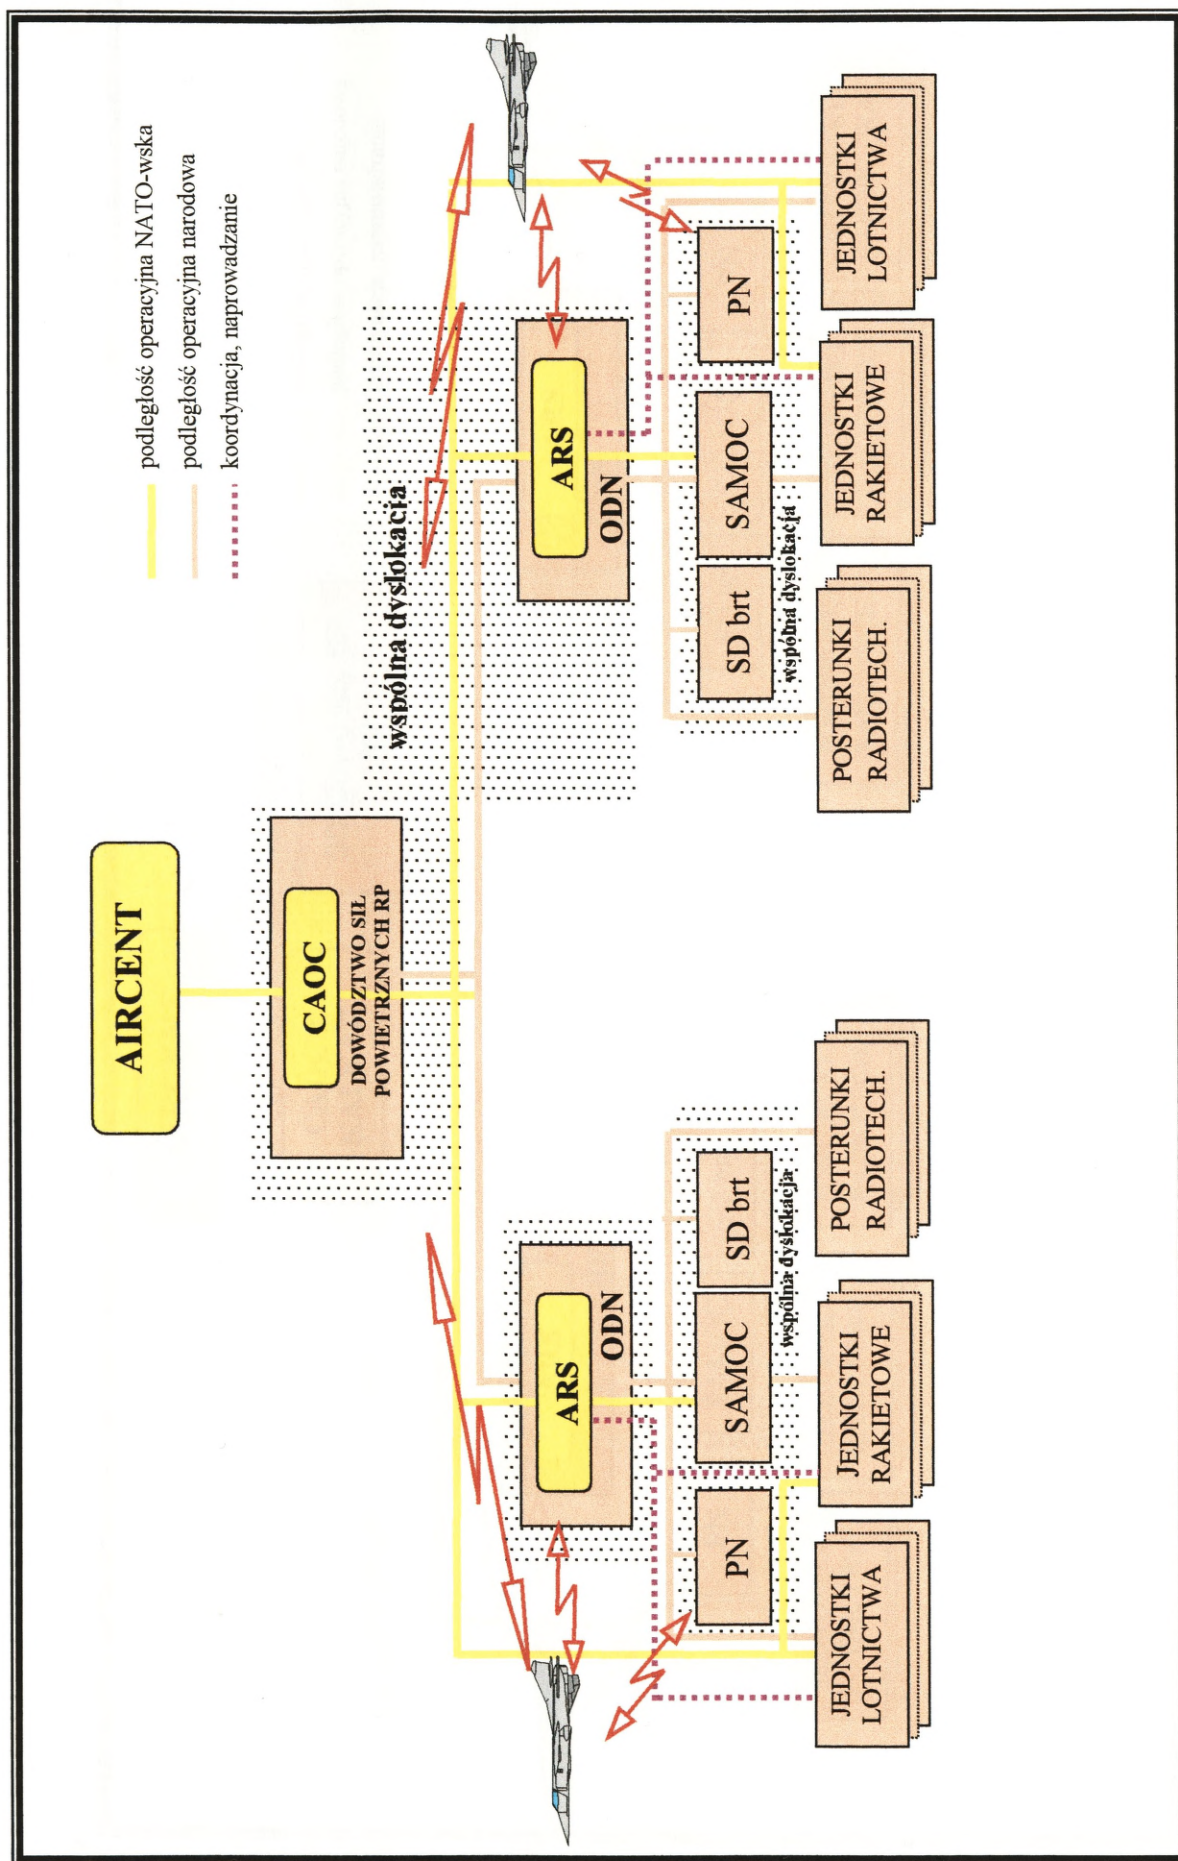 podległość operacyjna NATO-wska
podległość operacyjna narodowa
koordynacja, naprowadzanie
AIRCENT
CAOC
DOWÓDZTWO SIŁ
POWIETRZNYCH RP
wspólna dyslokacja
ARS
ODN
ARS
ODN
PN
SAMOC
SD brt
wspólna dyslokacja
SD brt
SAMOC
PN
wspólna dyslokacja
JEDNOSTKI
LOTNICTWA
JEDNOSTKI
RAKIETOWE
POSTERUNKI
RADIOTECH.
POSTERUNKI
RADIOTECH.
JEDNOSTKI
RAKIETOWE
JEDNOSTKI
LOTNICTWA